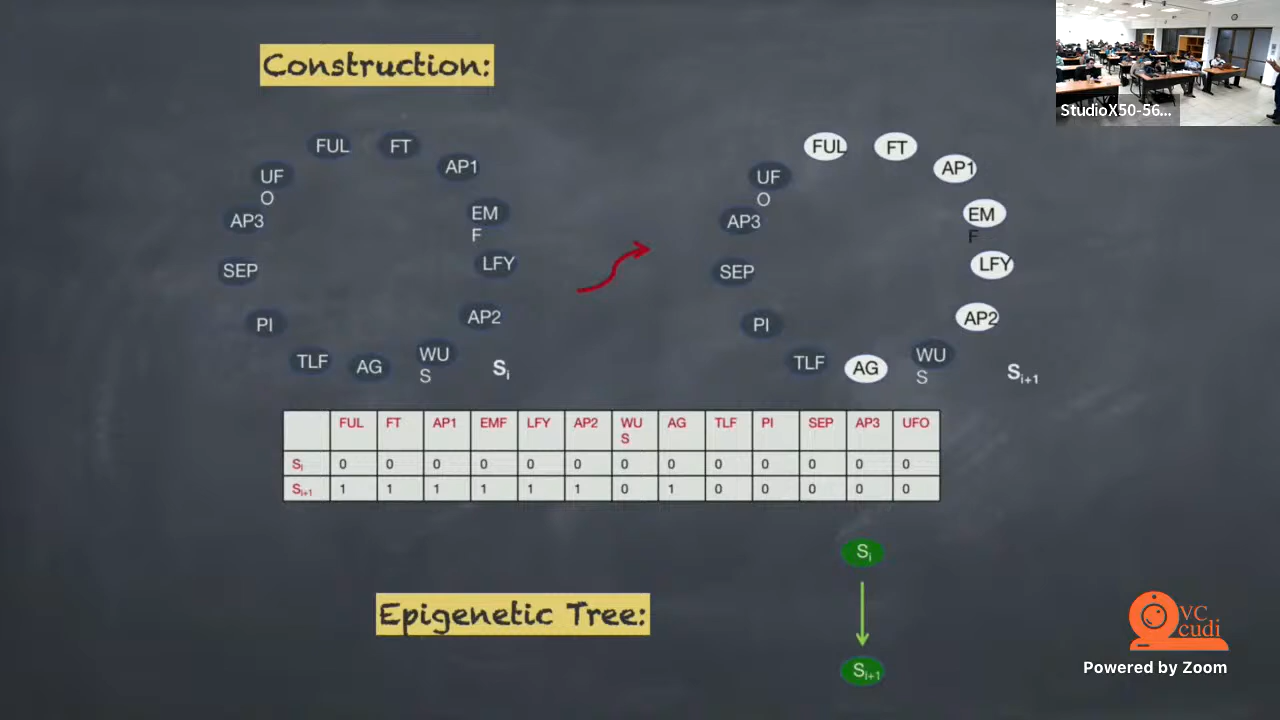 Construction:
StudioX50-56...
FUL FT
UF
O
AP1
AP3
EM
F
SEP
LFY
PI
AP2
TLF AG WU
S
Si
FUL FT
UF
O
AP1
AP3
EM
F
SEP
LFY
PI
AP2
TLF AG WU
S
Si+1
FUL FT AP1 EMF LFY AP2 WU
S AG TLF PI SEP AP3 UFO
Si 0 0 0 0 0 0 0 0 0 0 0 0 0
Si+1 1 1 1 1 1 1 0 1 0 0 0 0 0
Si
Epigenetic Tree:
Si+1
VC
cudi
Powered by Zoom